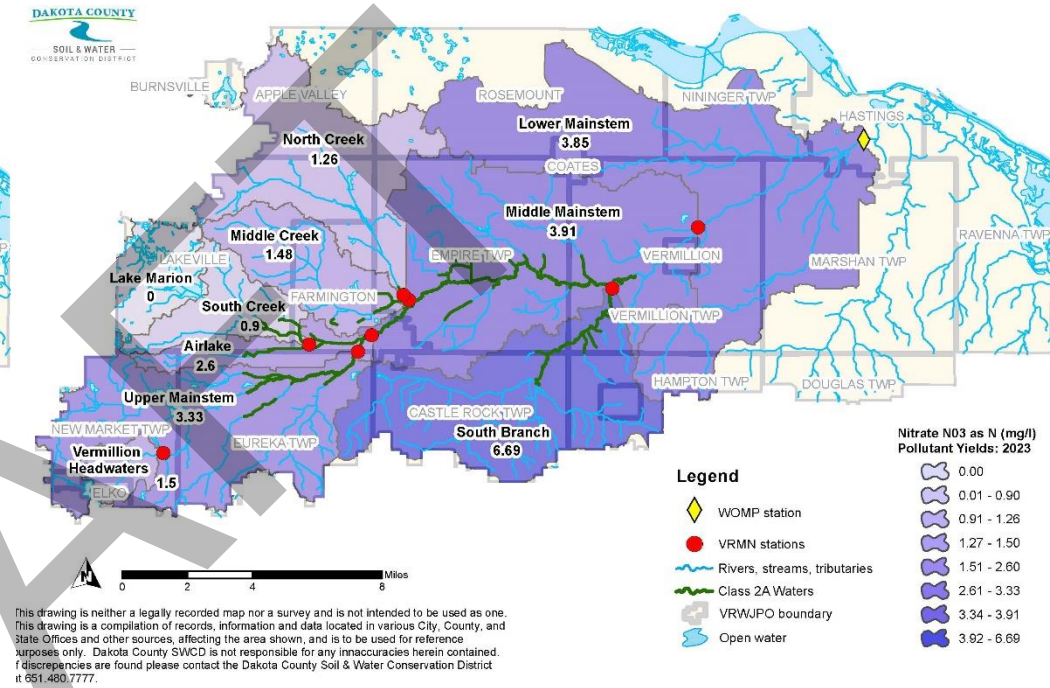 DAKOTA COUNTY
SOIL & WATER
CONSERVATION DISTRICT
BURNSVILLE
APPLE VALLEY
ROSEMOUNT
NININGER TWP
HASTINGS
Lower Mainstem
3.85
North Creek
1.26
COATES
Middle Mainstem
3.91
Middle Creek
1.48
RAVENNA TWP
EMPIRE TWP
VERMILLION
MARSHAN TWP
LAKEVILLE
Lake Marion
0
FARMINGTON
South Creek
0.9
VERMILLION TWP
Airlake
2.6
HAMPTON TWP
DOUGLAS TWP
Upper Mainstem
3.33
CASTLE ROCK TWP
NEW MARKET TWP
EUREKA TWP
South Branch
6.69
Vermillion
Headwaters
1.5
ELKO
Legend
WOMP station
VRMN stations
Rivers, streams, tributaries
Class 2A Waters
VRWJPO boundary
Open water
Nitrate N03 as N (mg/l)
Pollutant Yields: 2023
0.00
0.01 - 0.90
0.91 - 1.26
1.27 - 1.50
1.51 - 2.60
2.61 - 3.33
3.34 - 3.91
3.92 - 6.69
N
Miles
0 2 4 8
This drawing is neither a legally recorded map nor a survey and is not intended to be used as one.
This drawing is a compilation of records, information and data located in various City, County, and
State Offices and other sources, affecting the area shown, and is to be used for reference
purposes only. Dakota County SWCD is not responsible for any innaccuracies herein contained.
f discrepencies are found please contact the Dakota County Soil & Water Conservation District
at 651.480.7777.